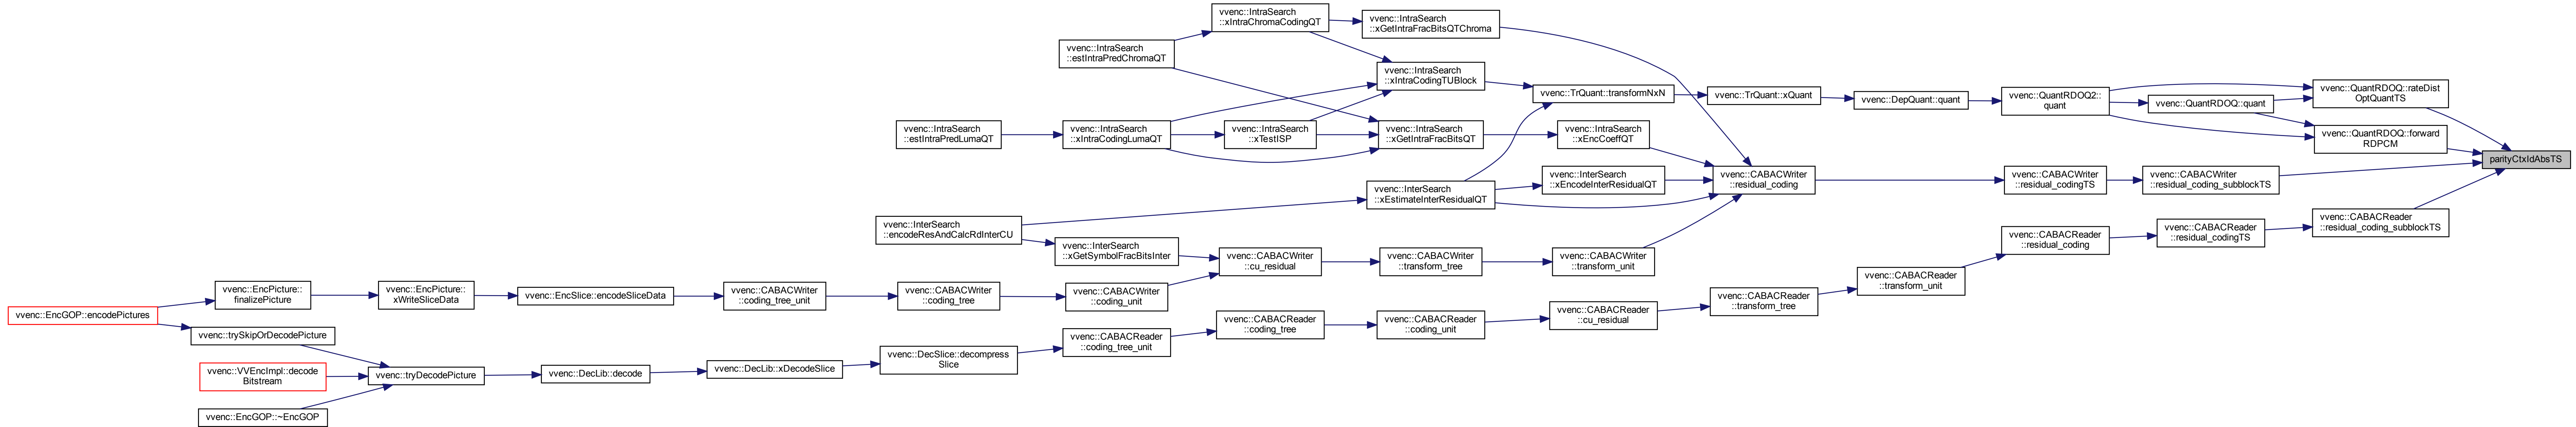 vvenc::EncGOP::encodePictures
vvenc::EncPicture::
finalizePicture
vvenc::trySkipOrDecodePicture
vvenc::VVEncImpl::decode
Bitstream
vvenc::EncGOP::~EncGOP
vvenc::EncPicture::
xWriteSliceData
vvenc::tryDecodePicture
vvenc::EncSlice::encodeSliceData
vvenc::DecLib::decode
vvenc::CABACWriter
::coding_tree_unit
vvenc::DecLib::xDecodeSlice
vvenc::IntraSearch
::estIntraPredLumaQT
vvenc::InterSearch
::encodeResAndCalcRdInterCU
vvenc::CABACWriter
::coding_tree
vvenc::DecSlice::decompress
Slice
vvenc::IntraSearch
::estIntraPredChromaQT
vvenc::IntraSearch
::xIntraCodingLumaQT
vvenc::InterSearch
::xGetSymbolFracBitsInter
vvenc::CABACWriter
::coding_unit
vvenc::CABACReader
::coding_tree_unit
vvenc::IntraSearch
::xIntraChromaCodingQT
vvenc::IntraSearch
::xTestISP
vvenc::CABACWriter
::cu_residual
vvenc::CABACReader
::coding_tree
vvenc::IntraSearch
::xGetIntraFracBitsQTChroma
vvenc::IntraSearch
::xIntraCodingTUBlock
vvenc::IntraSearch
::xGetIntraFracBitsQT
vvenc::InterSearch
::xEstimateInterResidualQT
vvenc::CABACWriter
::transform_tree
vvenc::CABACReader
::coding_unit
vvenc::TrQuant::transformNxN
vvenc::IntraSearch
::xEncCoeffQT
vvenc::InterSearch
::xEncodeInterResidualQT
vvenc::CABACWriter
::transform_unit
vvenc::CABACReader
::cu_residual
vvenc::TrQuant::xQuant
vvenc::CABACWriter
::residual_coding
vvenc::CABACReader
::transform_tree
vvenc::DepQuant::quant
vvenc::CABACReader
::transform_unit
vvenc::QuantRDOQ2::
quant
vvenc::CABACWriter
::residual_codingTS
vvenc::CABACReader
::residual_coding
vvenc::QuantRDOQ::quant
vvenc::CABACWriter
::residual_coding_subblockTS
vvenc::CABACReader
::residual_codingTS
vvenc::QuantRDOQ::rateDist
OptQuantTS
vvenc::QuantRDOQ::forward
RDPCM
vvenc::CABACReader
::residual_coding_subblockTS
parityCtxIdAbsTS